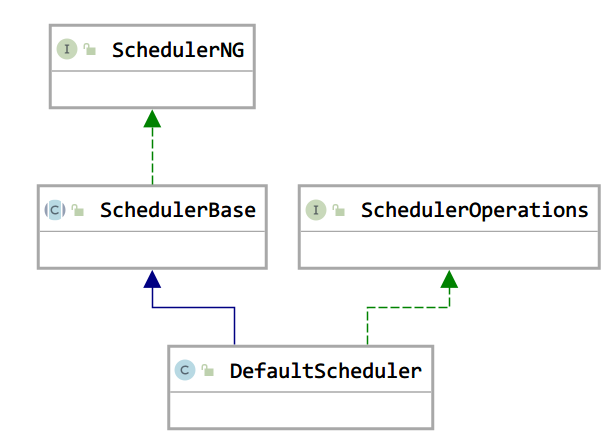 I SchedulerNG
C SchedulerBase
I SchedulerOperations
C DefaultScheduler